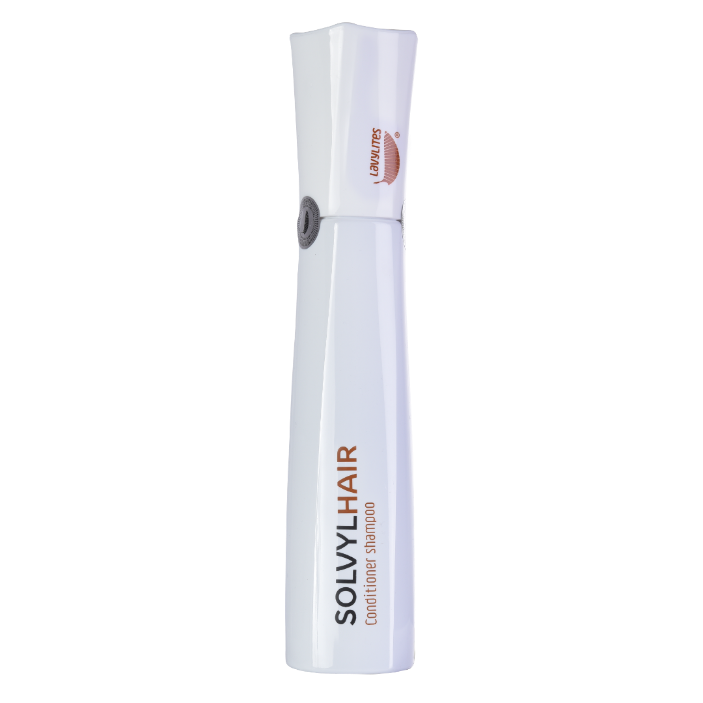 LAVYLITES
®
SOLVYLHAIR
Conditioner shampoo